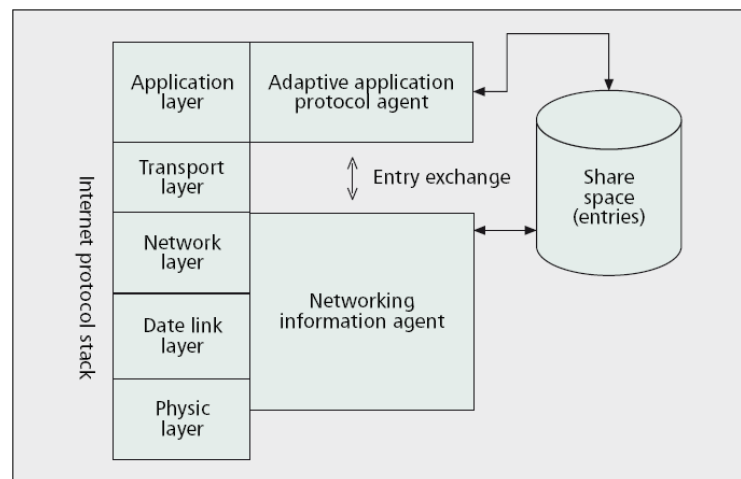 Application
layer
Adaptive application
protocol agent
Transport
layer
Entry exchange
Share
space
(entries)
Internet protocol stack
Network
layer
Networking
information agent
Date link
layer
Physic
layer